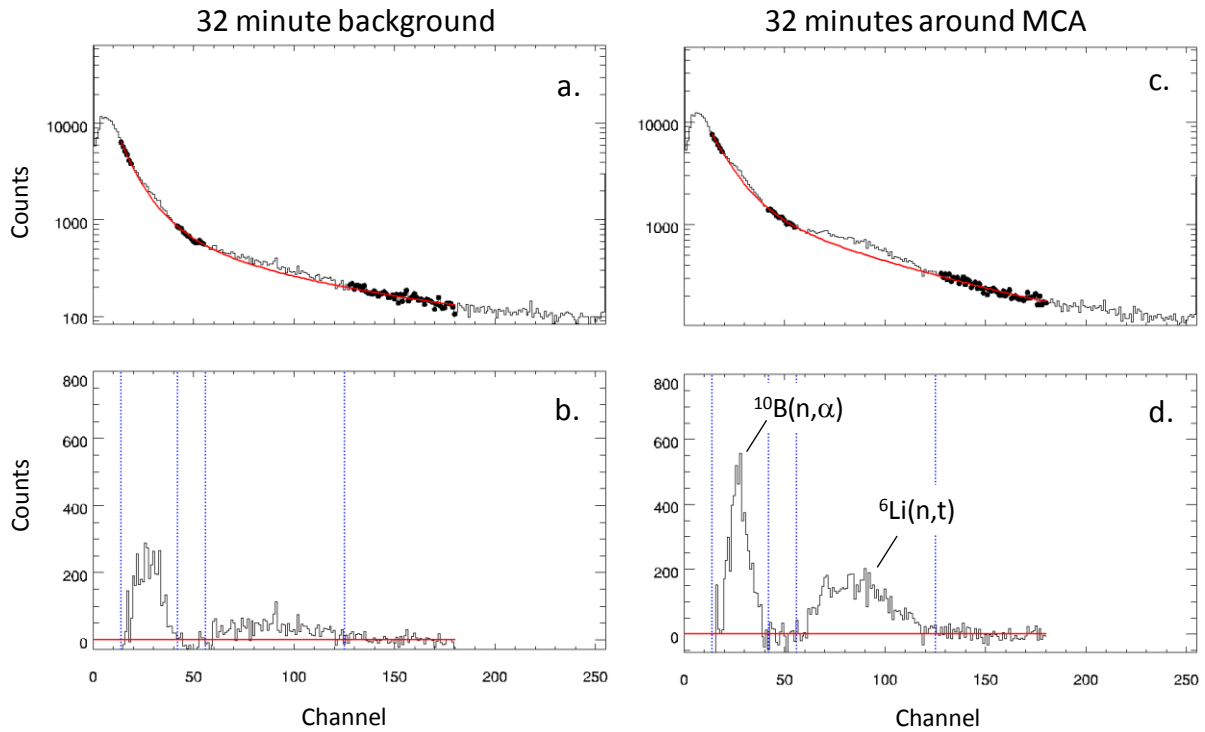 32 minute background
32 minutes around MCA
a.
c.
10000
1000
100
10000
1000
Counts
b.
d.
800
600
400
200
0
800
600
400
200
0
Counts
¹⁰B(n,α)
⁶Li(n,t)
0 50 100 150 200 250
0 50 100 150 200 250
Channel
Channel